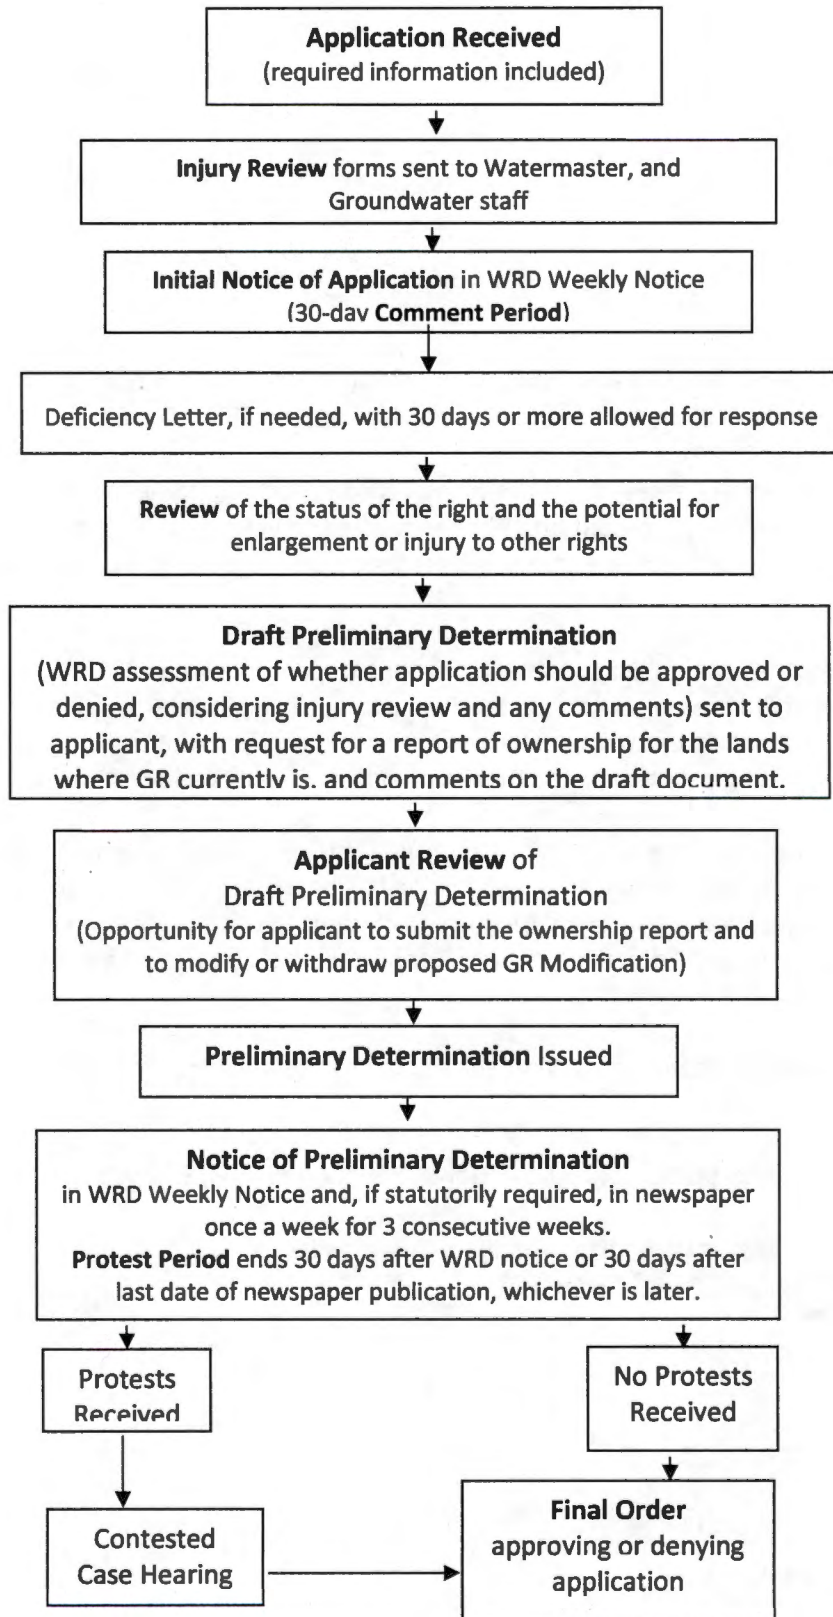 Application Received
(required information included)
Injury Review forms sent to Watermaster, and
Groundwater staff
Initial Notice of Application in WRD Weekly Notice
(30-day Comment Period)
Deficiency Letter, if needed, with 30 days or more allowed for response
Review of the status of the right and the potential for
enlargement or injury to other rights
Draft Preliminary Determination
(WRD assessment of whether application should be approved or
denied, considering injury review and any comments) sent to
applicant, with request for a report of ownership for the lands
where GR currently is. and comments on the draft document.
Applicant Review of
Draft Preliminary Determination
(Opportunity for applicant to submit the ownership report and
to modify or withdraw proposed GR Modification)
Preliminary Determination Issued
Notice of Preliminary Determination
in WRD Weekly Notice and, if statutorily required, in newspaper
once a week for 3 consecutive weeks.
Protest Period ends 30 days after WRD notice or 30 days after
last date of newspaper publication, whichever is later.
Protests
Received
No Protests
Received
Contested
Case Hearing
Final Order
approving or denying
application